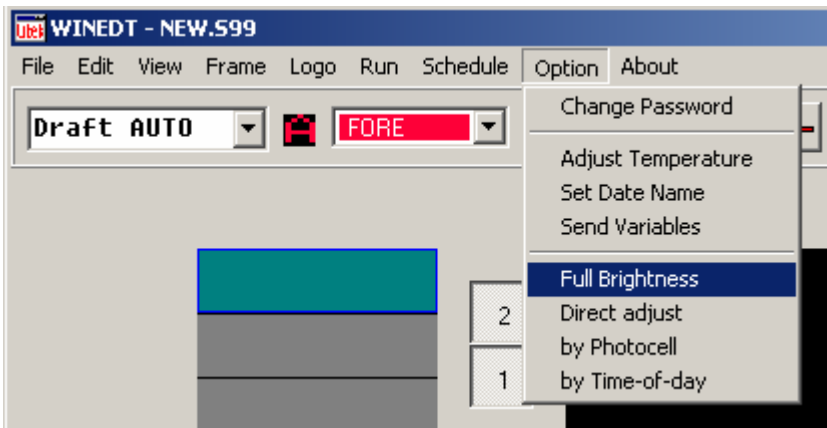 Utek WINEDT - NEW.S99
File Edit View Frame Logo Run Schedule Option About
Draft AUTO A FORE
Change Password
Adjust Temperature
Set Date Name
Send Variables
Full Brightness
Direct adjust
by Photocell
by Time-of-day
2
1